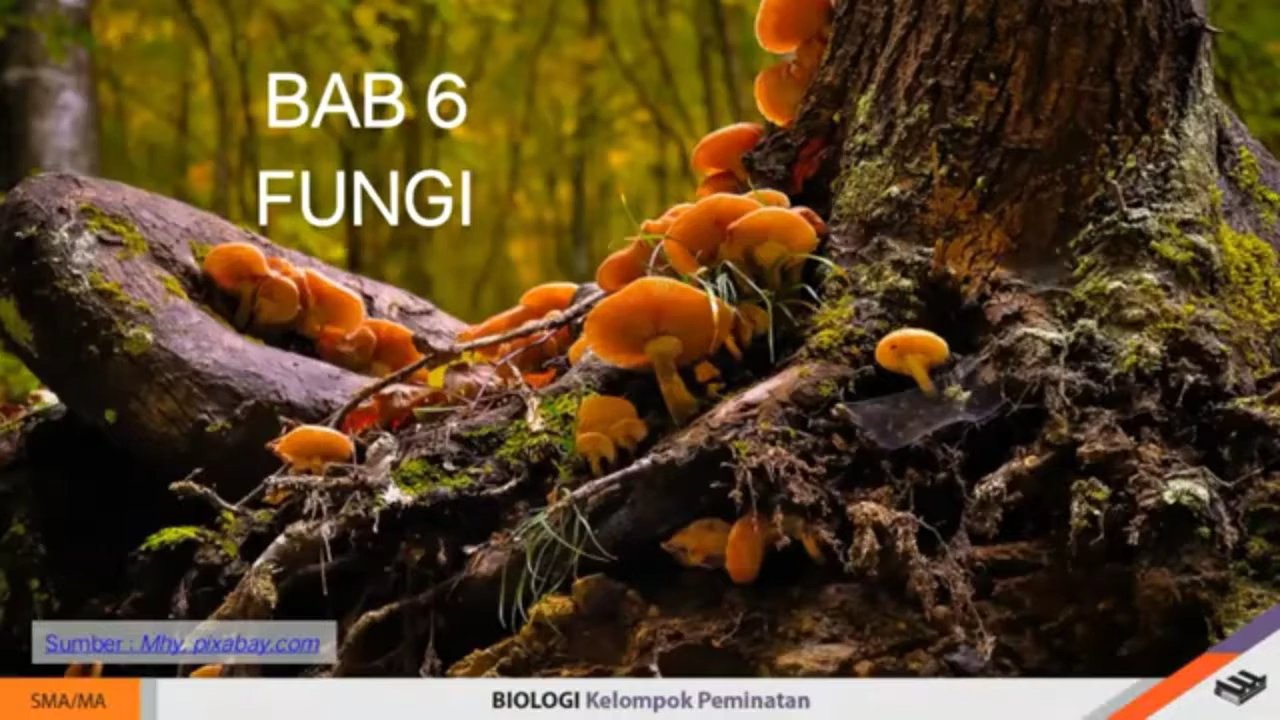 BAB 6
FUNGI
Sumber : Mhy, pixabay.com
SMA/MA
BIOLOGI Kelompok Peminatan